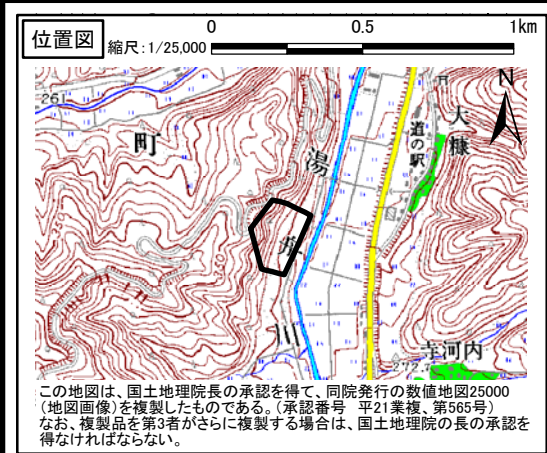 位置図
0 0.5 1km
縮尺:1/25,000
N
261
町
湯
井
川
大糠
道の駅
寺河内
272.7
この地図は、国土地理院長の承認を得て、同院発行の数値地図25000
(地図画像)を複製したものである。(承認番号 平21業複、第565号)
なお、複製品を第3者がさらに複製する場合は、国土地理院の長の承認を
得なければならない。